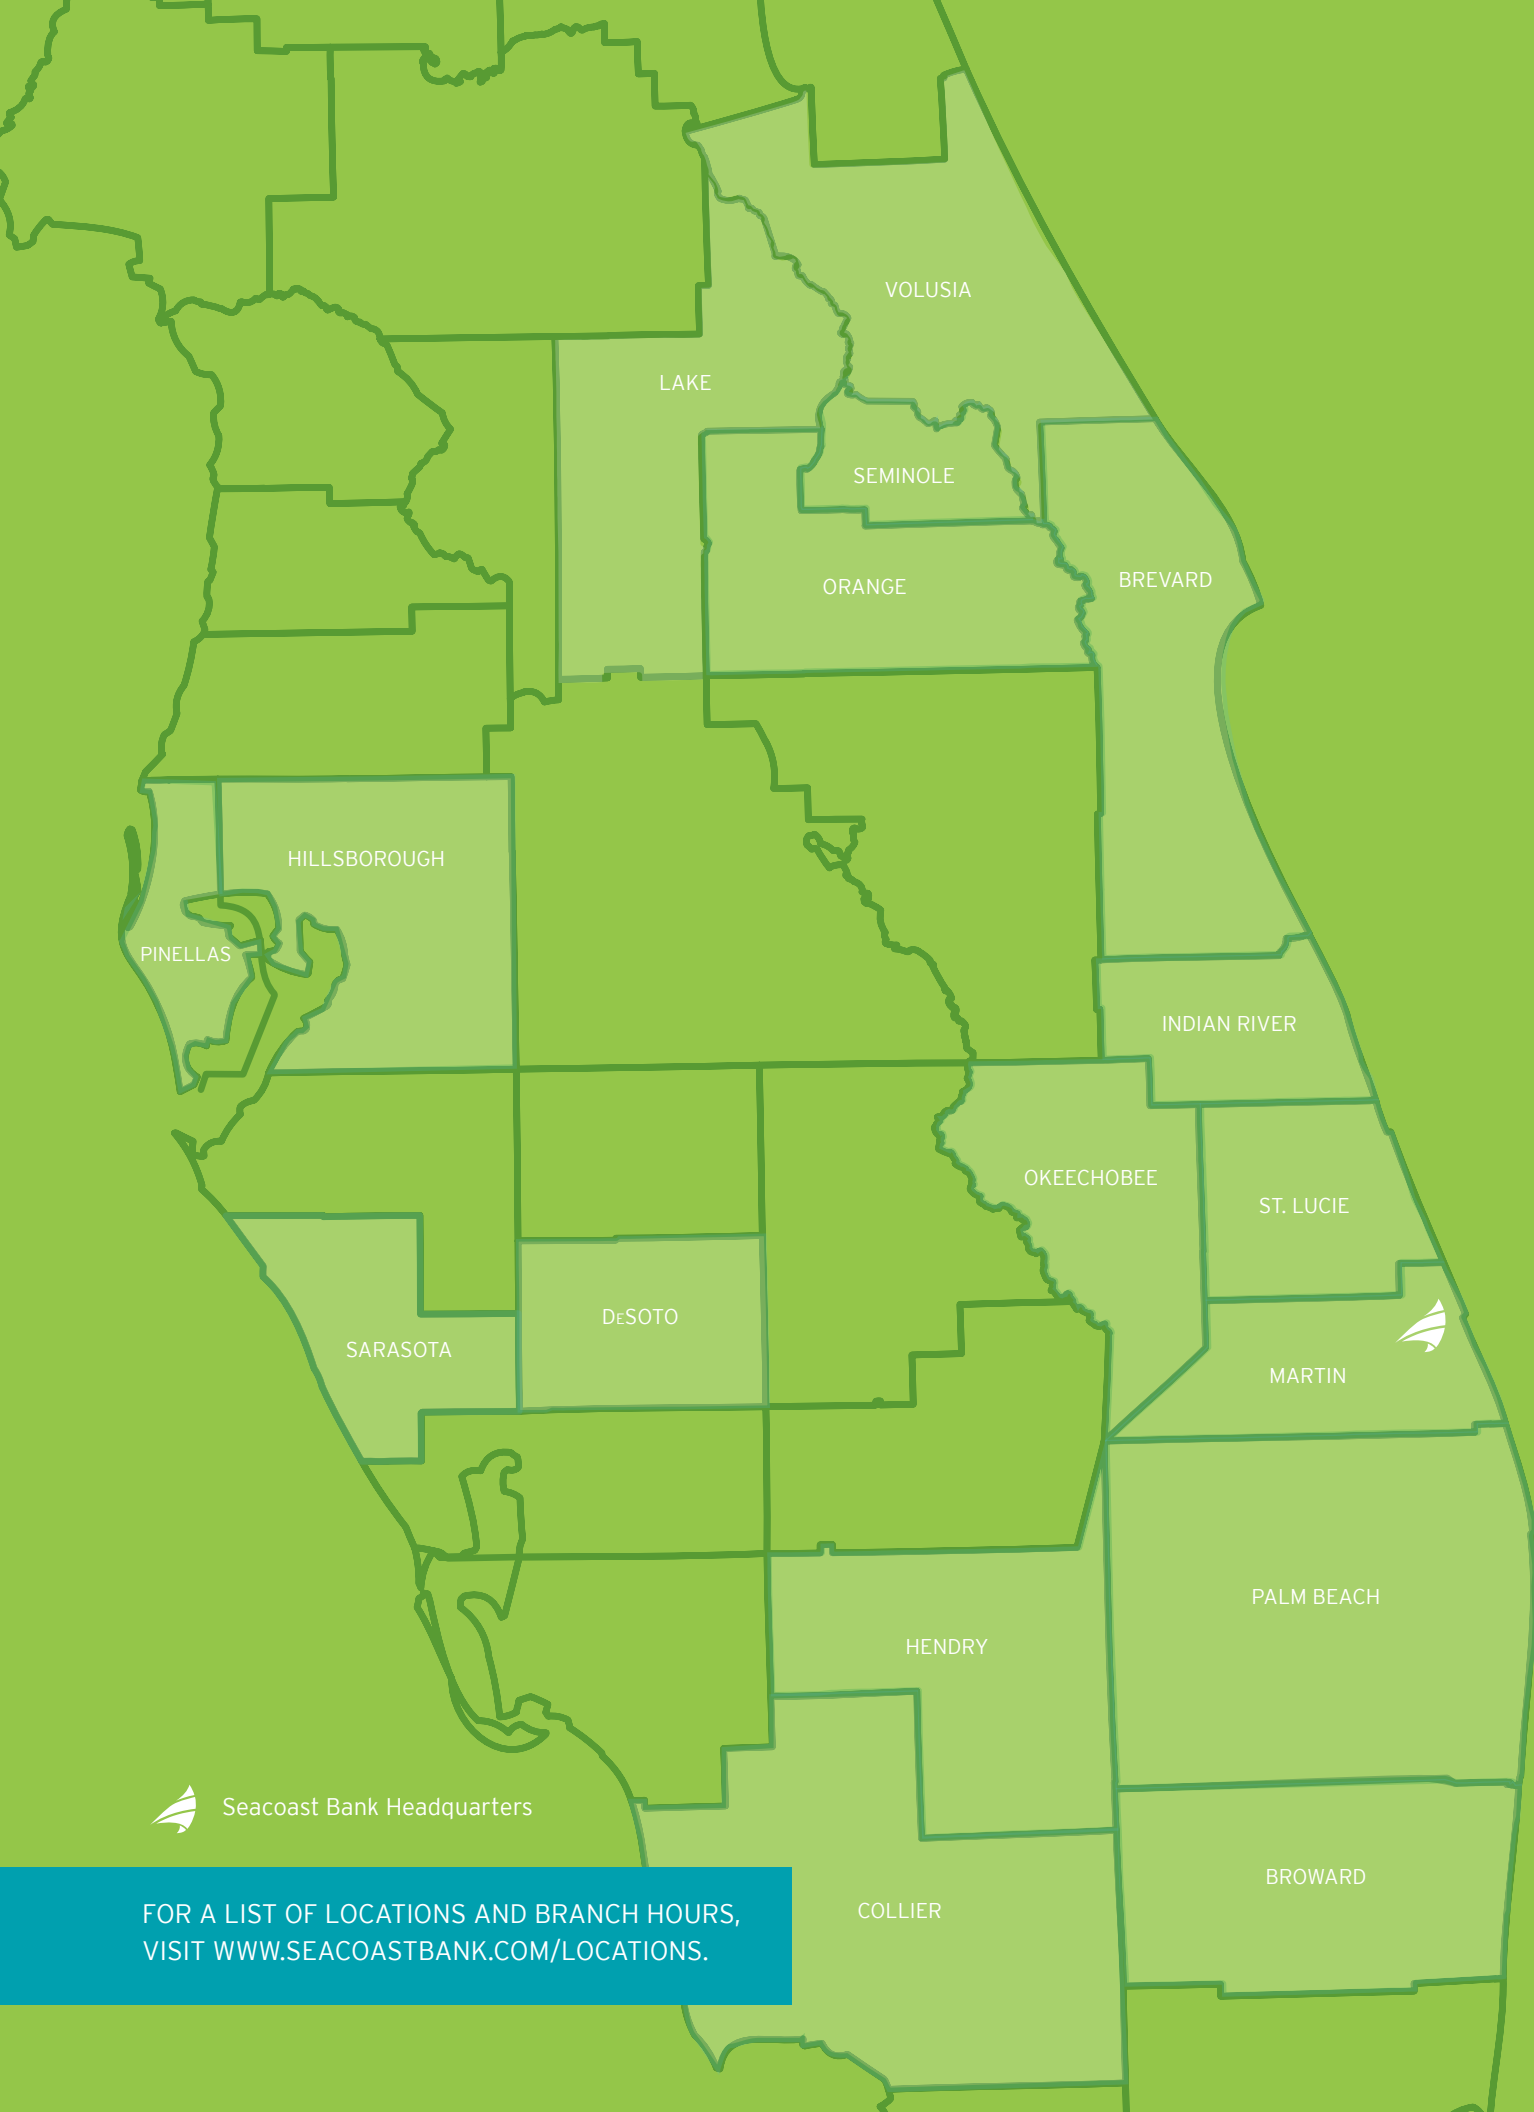 VOLUSIA
LAKE
SEMINOLE
ORANGE
BREVARD
HILLSBOROUGH
PINELLAS
INDIAN RIVER
OKEECHOBEE
ST. LUCIE
DeSOTO
SARASOTA
MARTIN
PALM BEACH
HENDRY
Seacoast Bank Headquarters
BROWARD
COLLIER
FOR A LIST OF LOCATIONS AND BRANCH HOURS,
VISIT WWW.SEACOASTBANK.COM/LOCATIONS.